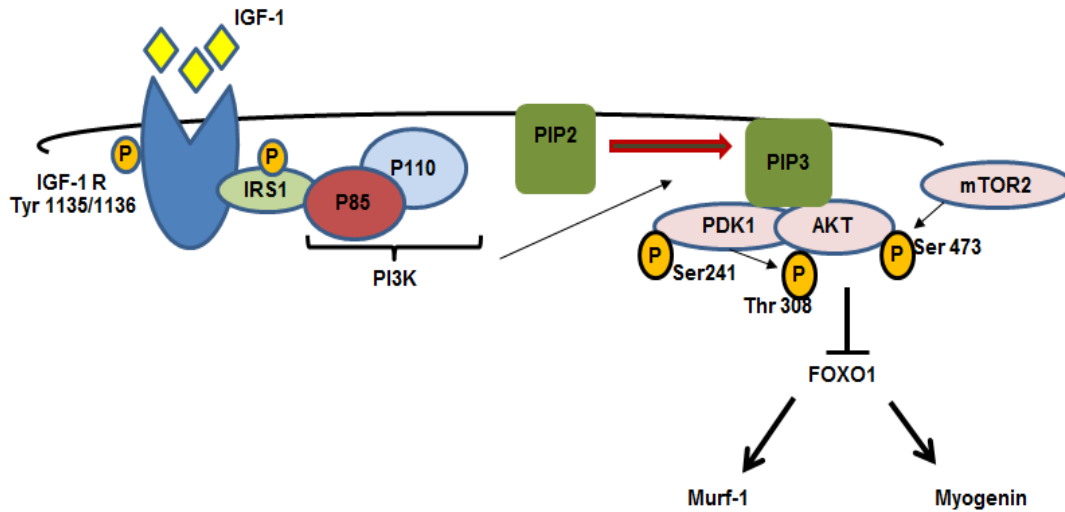 IGF-1
P
IGF-1 R
Tyr 1135/1136
P
IRS1
P85
P110
PI3K
PIP2
PIP3
mTOR2
PDK1
AKT
P
Ser241
P
Thr 308
P
Ser 473
FOXO1
Murf-1
Myogenin